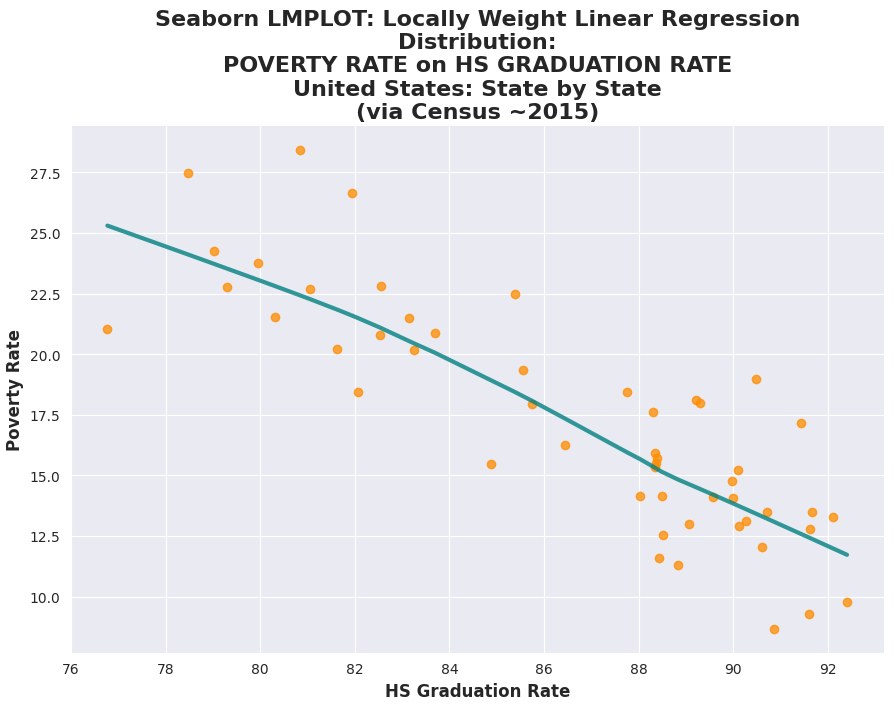 Seaborn LMPLOT: Locally Weight Linear Regression
Distribution:
POVERTY RATE on HS GRADUATION RATE
United States: State by State
(via Census ~2015)
27.5
25.0
22.5
20.0
17.5
15.0
12.5
10.0
Poverty Rate
76 78 80 82 84 86 88 90 92
HS Graduation Rate